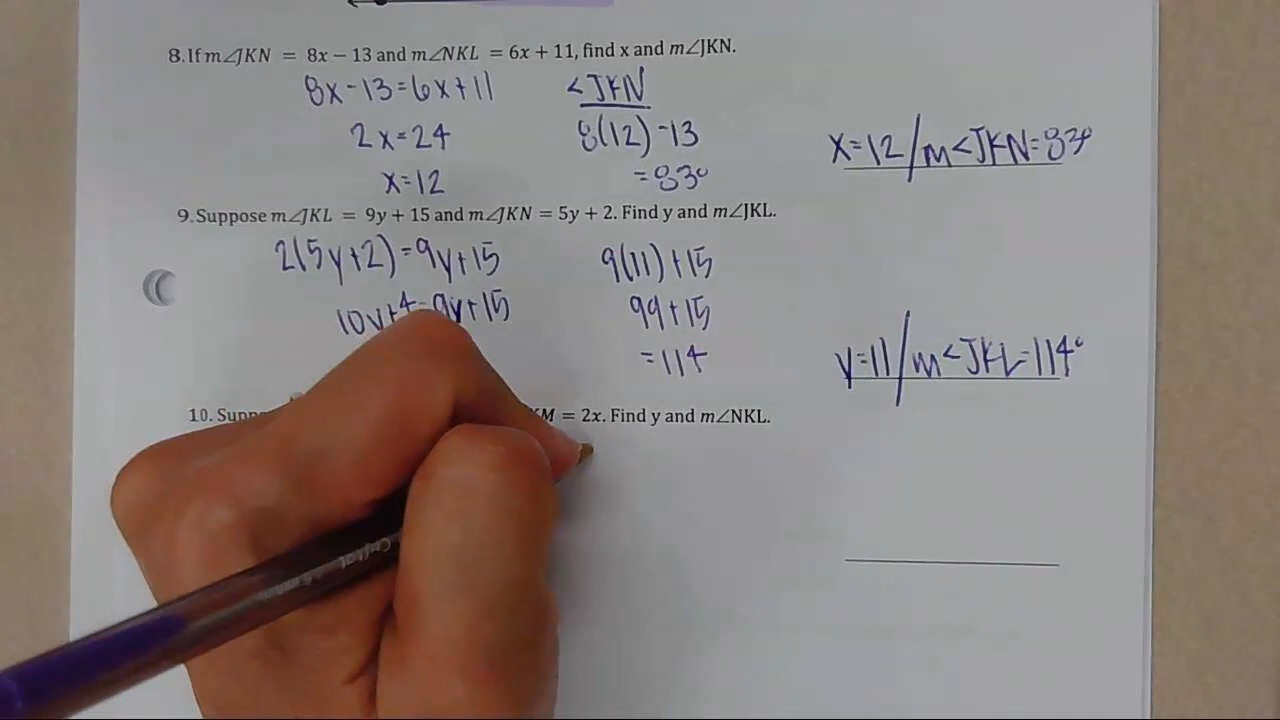 8. If m∠JKN = 8x − 13 and m∠NKL = 6x + 11, find x and m∠JKN.
8x-13=6x+11
2x=24
x=12
<JKN
8(12)-13
=83°
x=12/m<JKN=83°
9. Suppose m∠JKL = 9y + 15 and m∠JKN = 5y + 2. Find y and m∠JKL.
2(5y+2)=9y+15
10y+4=9y+15
9(11)+15
99+15
=114
y=11/m<JKL=114°
10. KM = 2x. Find y and m∠NKL.